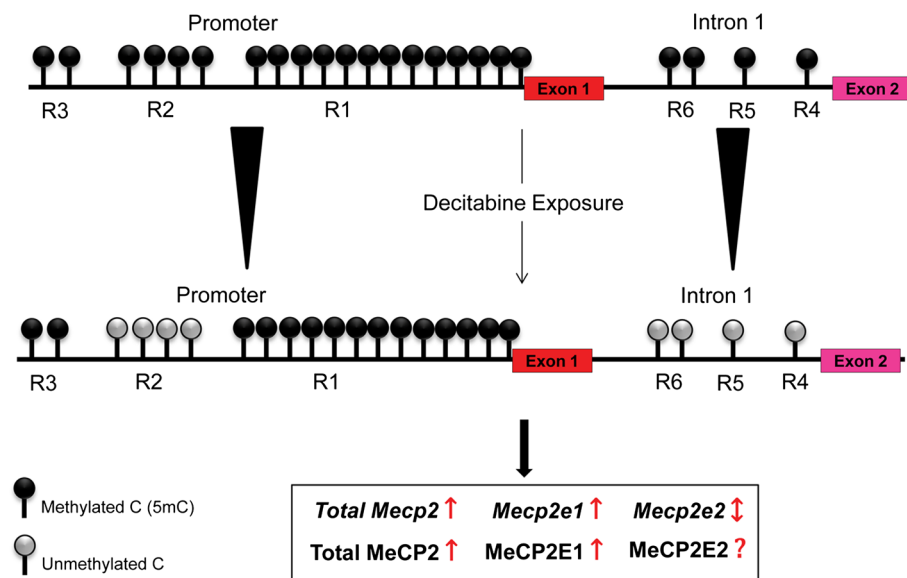 Promoter Intron 1
Exon 1 Exon 2
R3 R2 R1 R6 R5 R4
Decitabine Exposure
Promoter Intron 1
Exon 1 Exon 2
R3 R2 R1 R6 R5 R4
Methylated C (5mC)
Unmethylated C
Total Mecp2 ↑ Mecp2e1 ↑ Mecp2e2 ↕
Total MeCP2 ↑ MeCP2E1 ↑ MeCP2E2 ?